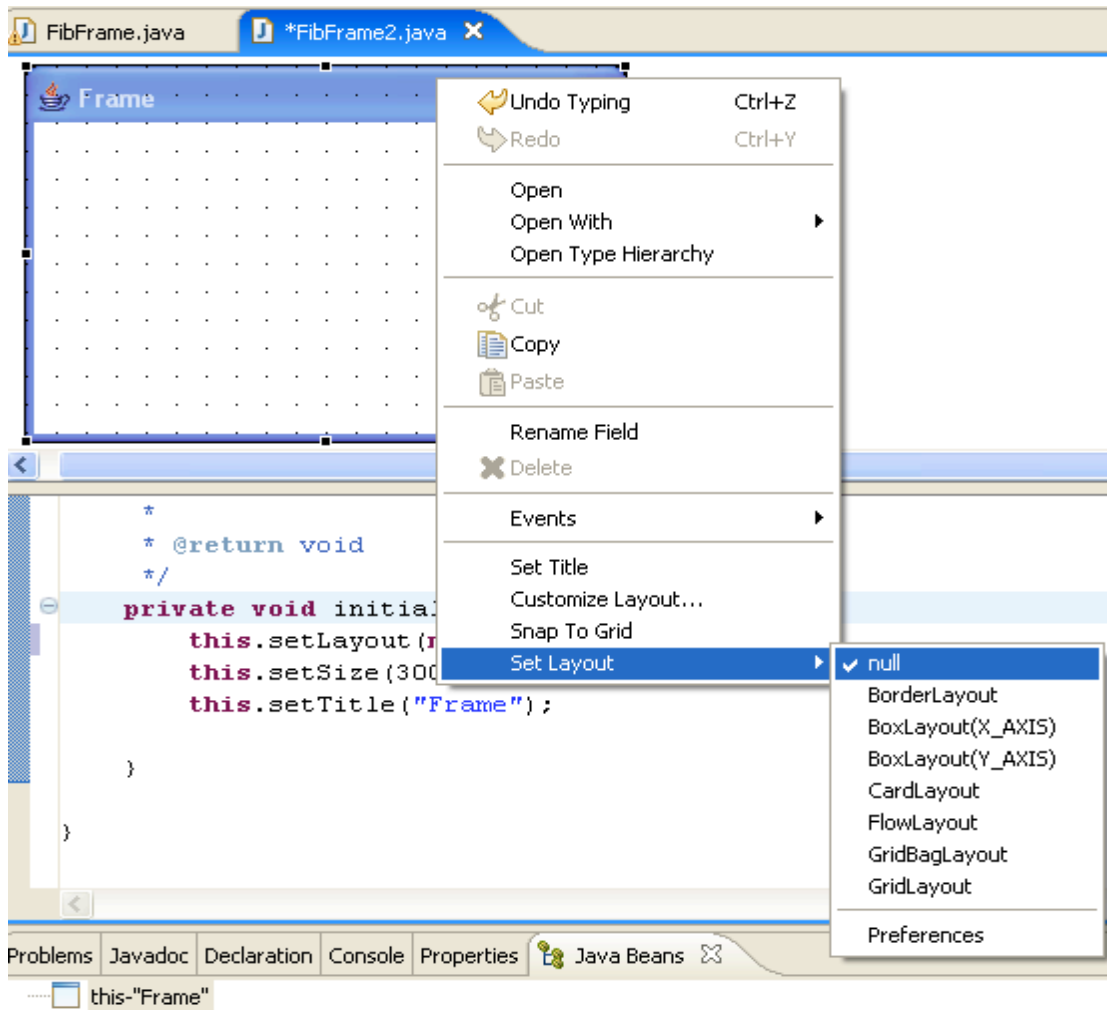 FibFrame.java *FibFrame2.java
Frame
Undo Typing Ctrl+Z
Redo Ctrl+Y
Open
Open With
Open Type Hierarchy
Cut
Copy
Paste
Rename Field
Delete
Events
Set Title
Customize Layout...
Snap To Grid
Set Layout
null
BorderLayout
BoxLayout(X_AXIS)
BoxLayout(Y_AXIS)
CardLayout
FlowLayout
GridBagLayout
GridLayout
Preferences
*
* @return void
*/
private void initial
this.setLayout(n
this.setSize(300
this.setTitle("Frame");
}
}
Problems Javadoc Declaration Console Properties Java Beans
this-"Frame"